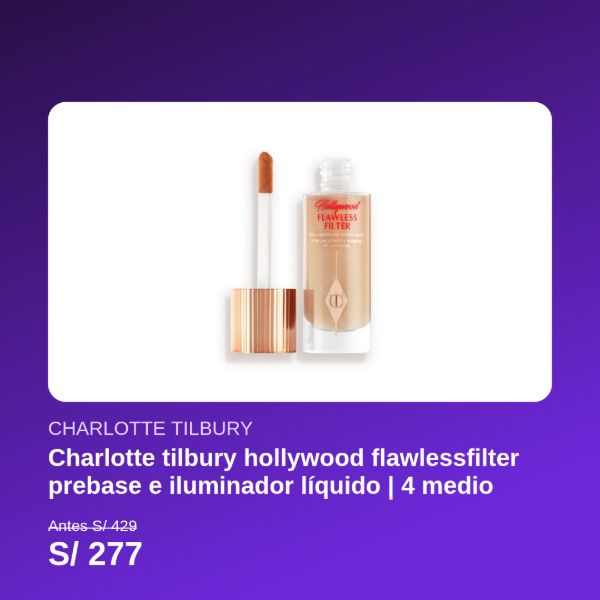 Hollywood
FLAWLESS
FILTER
CHARLOTTE TILBURY
Charlotte tilbury hollywood flawlessfilter
prebase e iluminador líquido | 4 medio
Antes S/ 429
S/ 277